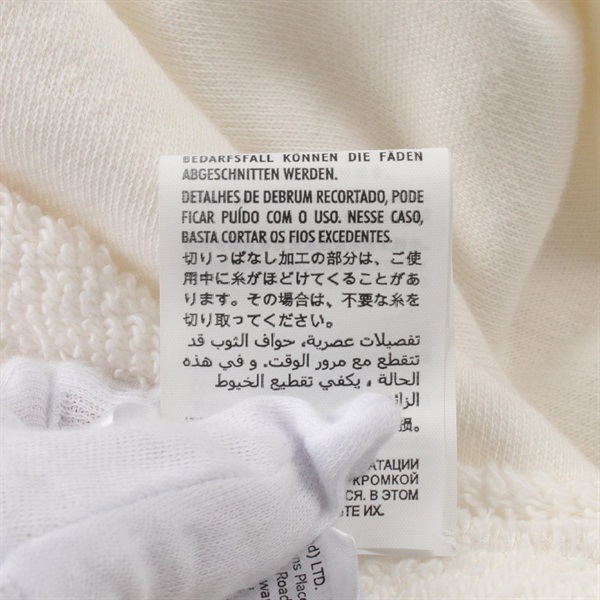 BEDARFSFALL KÖNNEN DIE FÄDEN
ABGESCHNITTEN WERDEN.
DETALHES DE DEBRUM RECORTADO, PODE
FICAR PUÍDO COM O USO. NESSE CASO,
BASTA CORTAR OS FIOS EXCEDENTES.
切りっぱなし加工の部分は、ご使
用中に糸がほどけてくることがあ
ります。その場合は、不要な糸を
切り取ってください。
تفصيلات عصرية، حواف الثوب قد
تتقطع مع مرور الوقت. و في هذه
الحالة ، يكفي تقطيع الخيوط
损。
КРОМКОЙ
В ЭТОМ
ИХ.
LTD.
Road